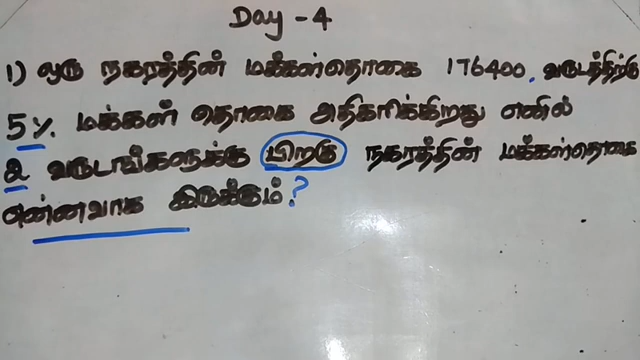 Day - 4
1) ஒரு நகரத்தின் மக்கள்தொகை 176400. வருடத்திற்கு
5%. மக்கள் தொகை அதிகரிக்கிறது எனில்
2 வருடங்களுக்கு பிறகு நகரத்தின் மக்கள்தொகை
என்னவாக இருக்கும்?